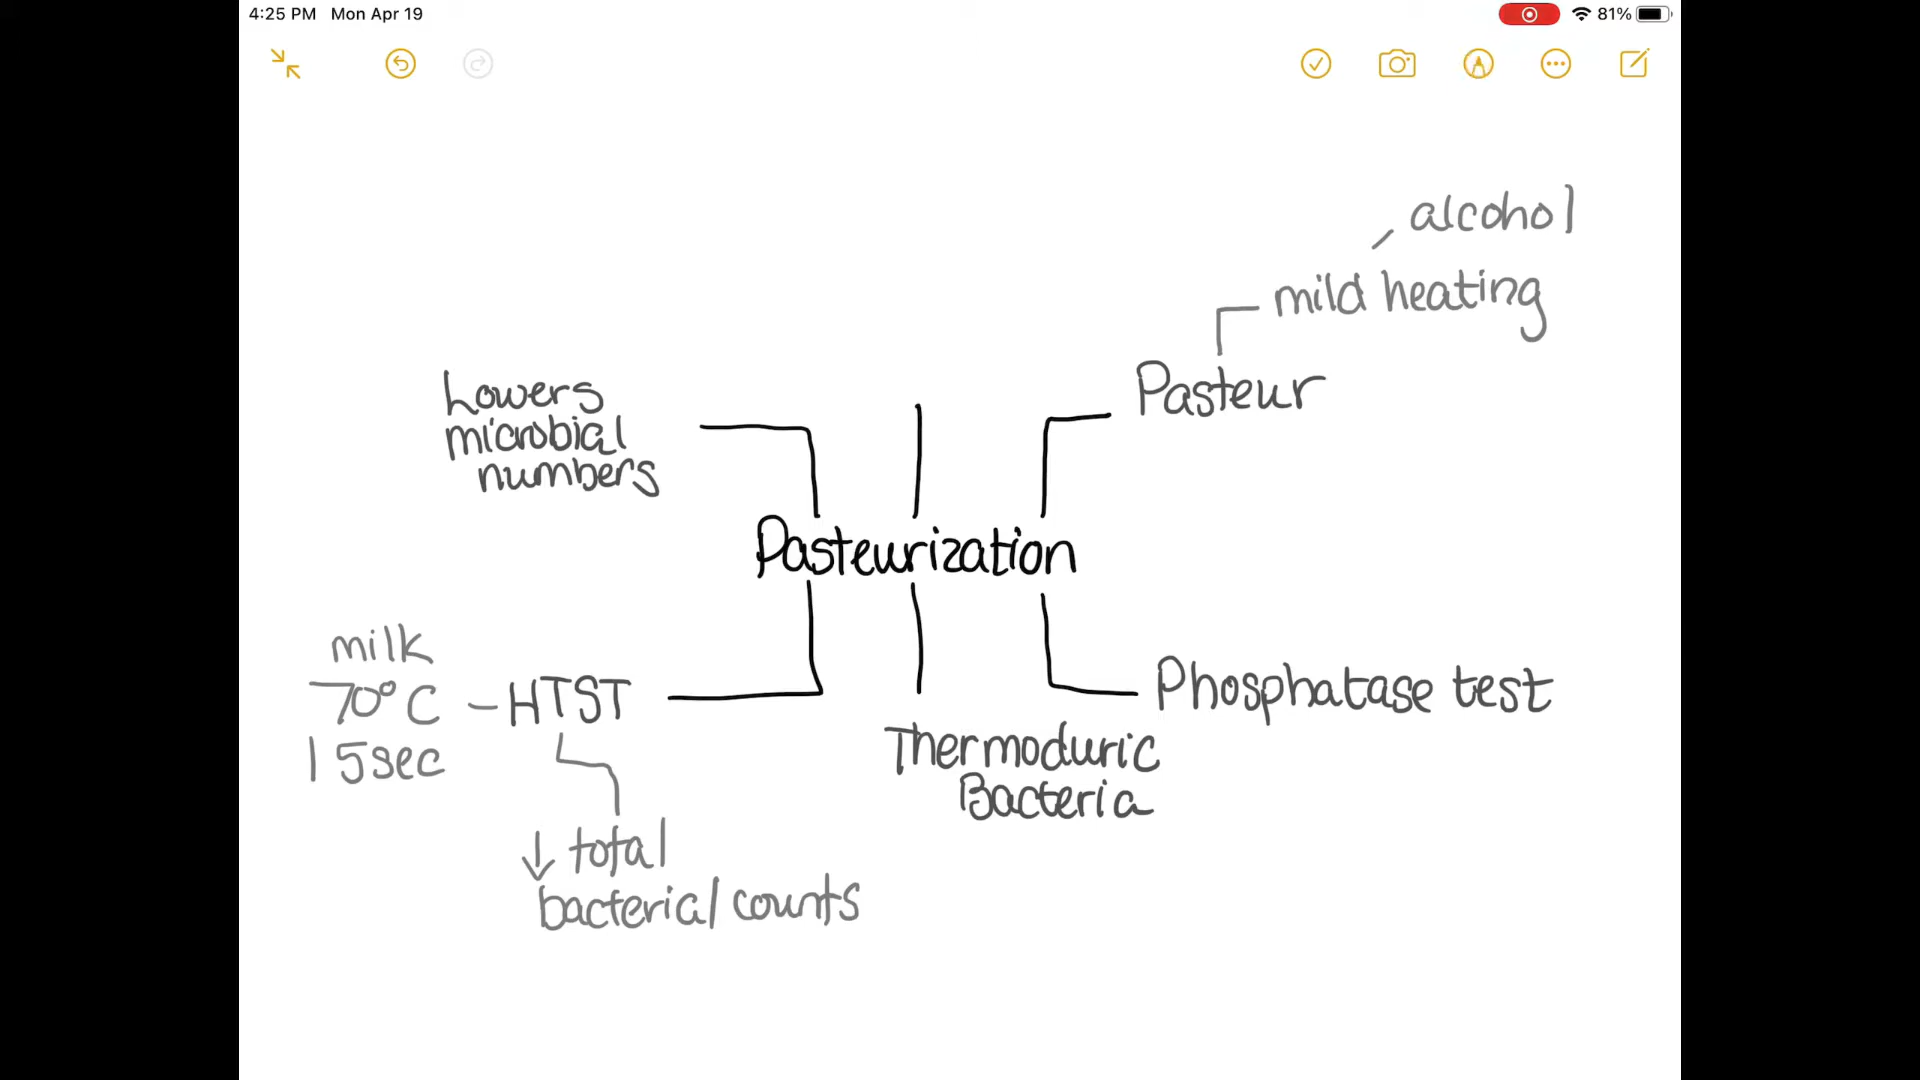 4:25 PM Mon Apr 19
81%
alcohol
mild heating
Pasteur
Lowers
microbial
numbers
Pasteurization
milk
70°C
15sec
HTST
Phosphatase test
Thermoduric
Bacteria
↓ total
bacterial counts